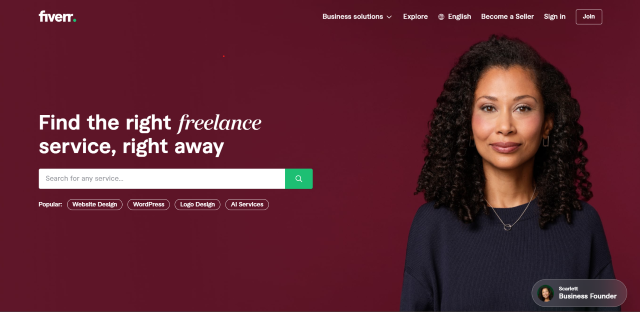 fiverr.
Business solutions
Explore
English
Become a Seller
Sign in
Join
Find the right freelance
service, right away
Search for any service...
Popular:
Website Design
WordPress
Logo Design
AI Services
Scarlett
Business Founder